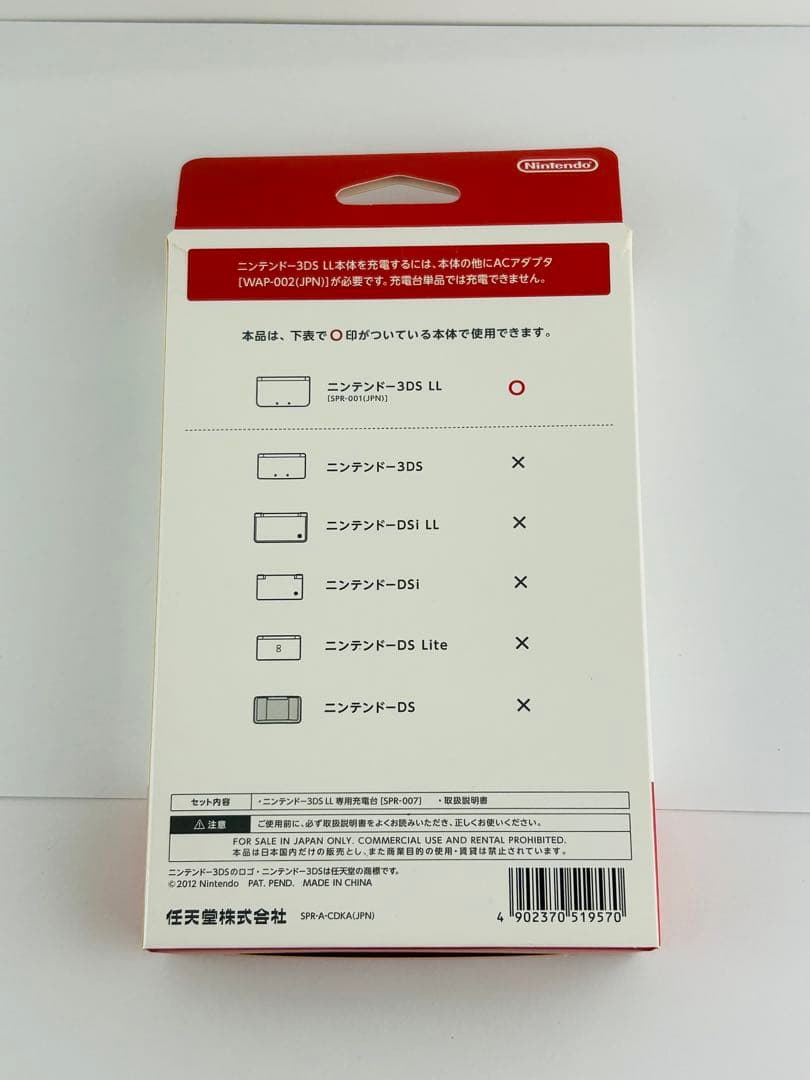 Nintendo
ニンテンドー3DS LL本体を充電するには、本体の他にACアダプタ
[WAP-002(JPN)]が必要です。充電台単品では充電できません。
本品は、下表で○印がついている本体で使用できます。
ニンテンドー3DS LL ○
[SPR-001(JPN)]
ニンテンドー3DS ×
ニンテンドーDSi LL ×
ニンテンドーDSi ×
8 ニンテンドーDS Lite ×
ニンテンドーDS ×
セット内容 ・ニンテンドー3DS LL 専用充電台 [SPR-007] ・取扱説明書
⚠注意 ご使用前に、必ず取扱説明書をよくお読みいただき、正しくお使いください。
FOR SALE IN JAPAN ONLY. COMMERCIAL USE AND RENTAL PROHIBITED.
本品は日本国内だけの販売とし、また商業目的の使用・賃貸は禁止されています。
ニンテンドー3DSのロゴ・ニンテンドー3DSは任天堂の商標です。
©2012 Nintendo PAT. PEND. MADE IN CHINA
任天堂株式会社 SPR-A-CDKA(JPN)
4 902370 519570